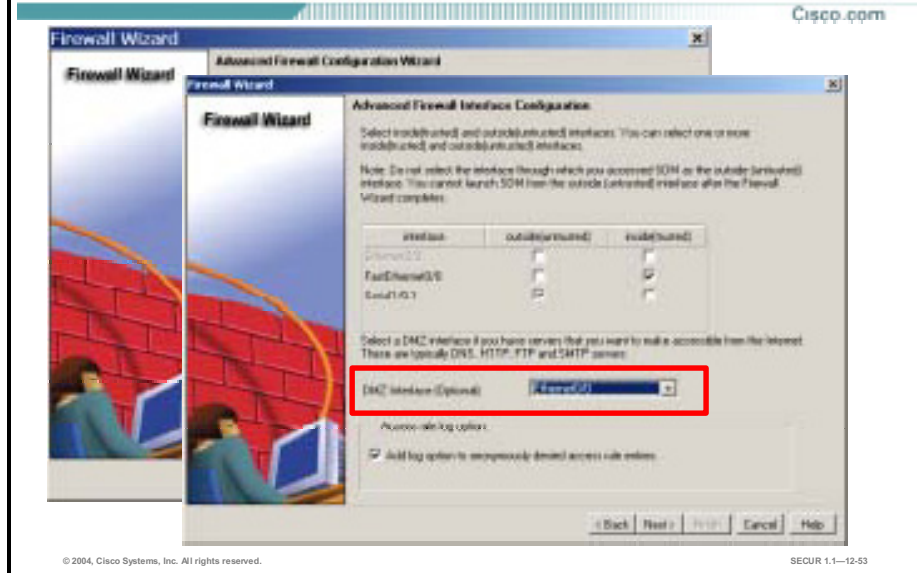 Cisco.com
Firewall Wizard
Advanced Firewall Configuration Wizard
Firewall Wizard
Firewall Wizard
Firewall Wizard
Advanced Firewall Interface Configuration
Select inside(trusted) and outside(untrusted) interfaces. You can select one or more
inside(trusted) and outside(untrusted) interfaces.
Note: Do not select the interface through which you accessed SDM as the outside (untrusted)
interface. You cannot launch SDM from the outside (untrusted) interface after the Firewall
Wizard completes.
interface outside(untrusted) inside(trusted)
FastEthernet0/0
Serial1/0.1
Select a DMZ interface if you have servers that you want to make accessible from the Internet.
These are typically DNS, HTTP, FTP and SMTP servers.
DMZ Interface (Optional)
Access rule log option
Add log option to anonymously denied access rule entries.
< Back Next > Finish Cancel Help
© 2004, Cisco Systems, Inc. All rights reserved.
SECUR 1.1—12-53